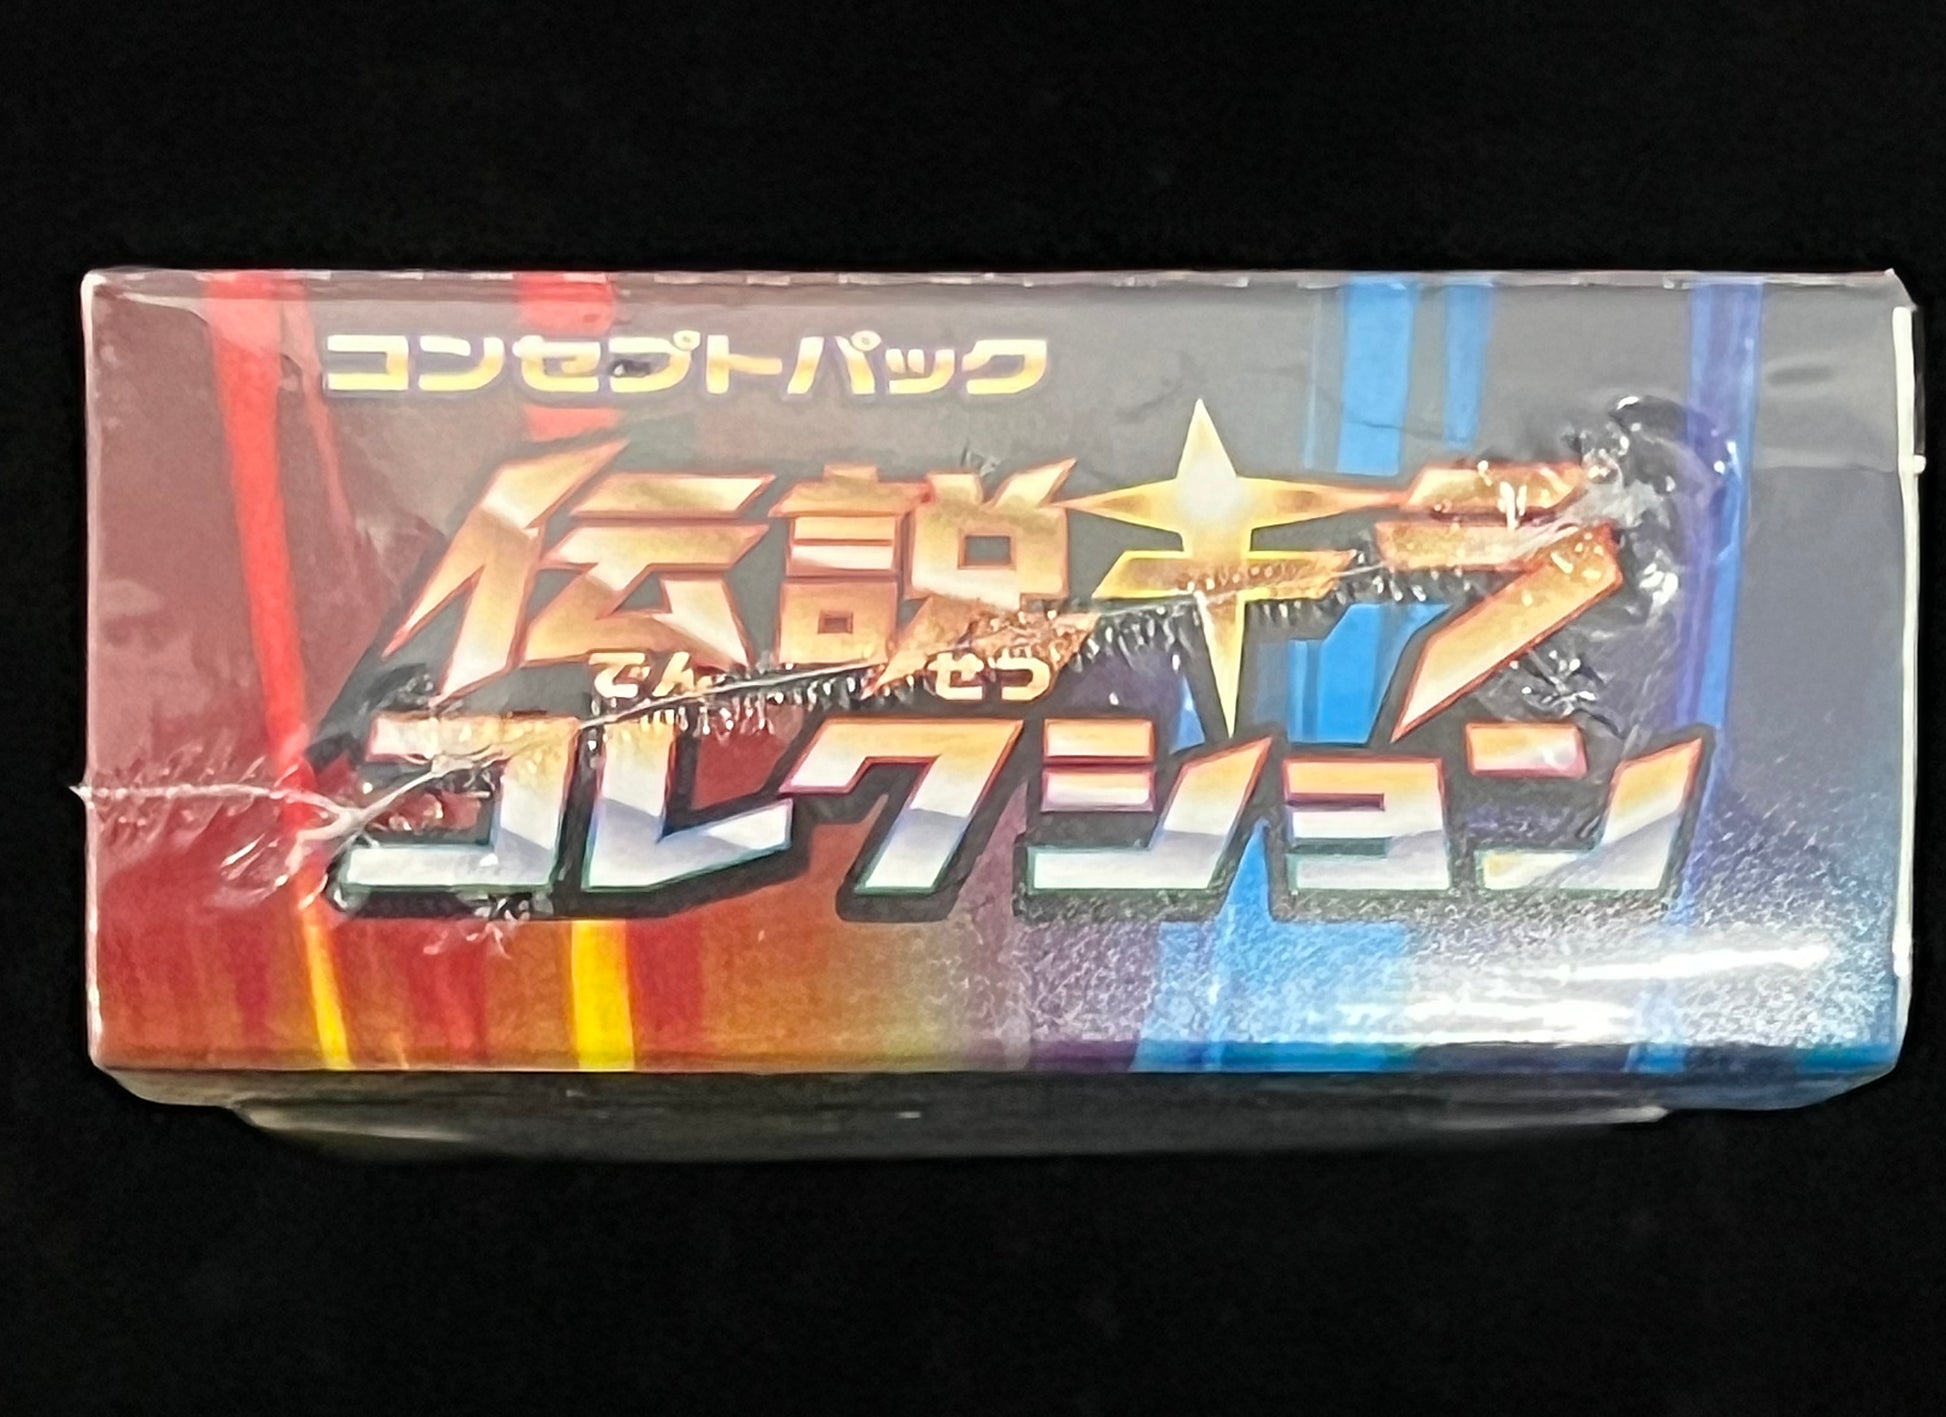 コンセプトパック
伝説キラ
でん せつ
コレクション